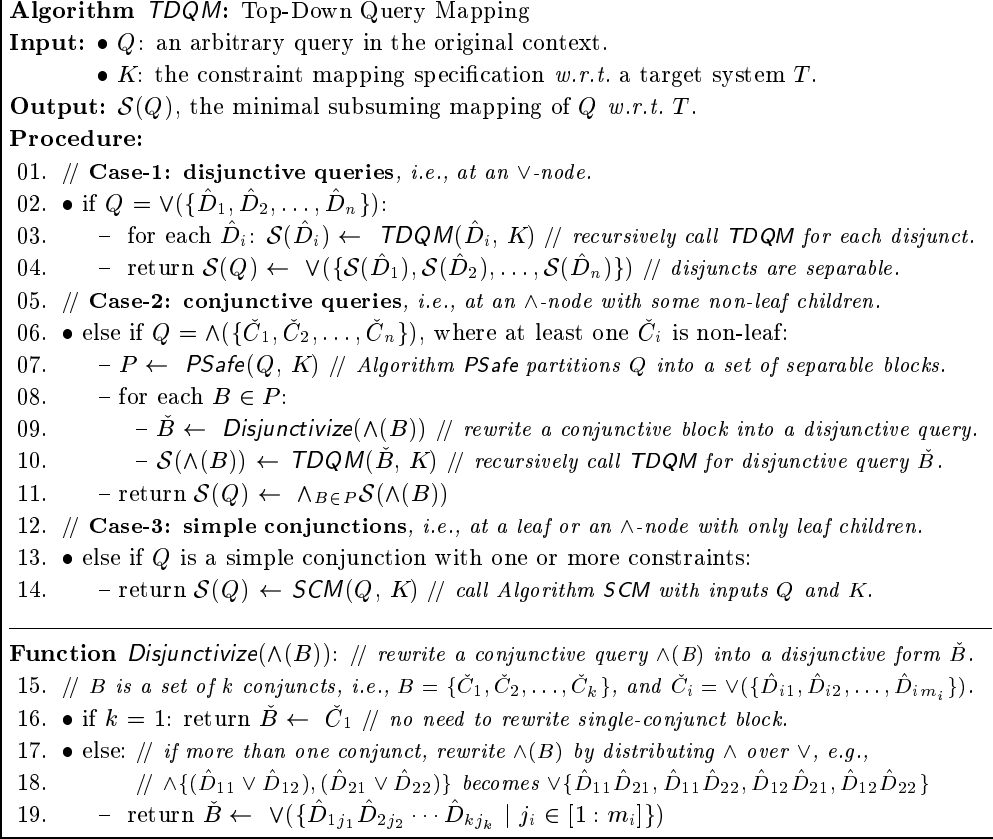 Algorithm TDQM: Top-Down Query Mapping
Input: • Q: an arbitrary query in the original context.
• K: the constraint mapping specification w.r.t. a target system T.
Output: 𝒮(Q), the minimal subsuming mapping of Q w.r.t. T.
Procedure:
01. // Case-1: disjunctive queries, i.e., at an ∨-node.
02. • if Q = ∨({D̂₁, D̂₂, . . . , D̂ₙ}):
03. – for each D̂ᵢ: 𝒮(D̂ᵢ) ← TDQM(D̂ᵢ, K) // recursively call TDQM for each disjunct.
04. – return 𝒮(Q) ← ∨({𝒮(D̂₁), 𝒮(D̂₂), . . . , 𝒮(D̂ₙ)}) // disjuncts are separable.
05. // Case-2: conjunctive queries, i.e., at an ∧-node with some non-leaf children.
06. • else if Q = ∧({Č₁, Č₂, . . . , Čₙ}), where at least one Čᵢ is non-leaf:
07. – P ← PSafe(Q, K) // Algorithm PSafe partitions Q into a set of separable blocks.
08. – for each B ∈ P:
09. – B̌ ← Disjunctivize(∧(B)) // rewrite a conjunctive block into a disjunctive query.
10. – 𝒮(∧(B)) ← TDQM(B̌, K) // recursively call TDQM for disjunctive query B̌.
11. – return 𝒮(Q) ← ∧_{B∈P} 𝒮(∧(B))
12. // Case-3: simple conjunctions, i.e., at a leaf or an ∧-node with only leaf children.
13. • else if Q is a simple conjunction with one or more constraints:
14. – return 𝒮(Q) ← SCM(Q, K) // call Algorithm SCM with inputs Q and K.
Function Disjunctivize(∧(B)): // rewrite a conjunctive query ∧(B) into a disjunctive form B̌.
15. // B is a set of k conjuncts, i.e., B = {Č₁, Č₂, . . . , Čₖ}, and Čᵢ = ∨({D̂ᵢ₁, D̂ᵢ₂, . . . , D̂_{i mᵢ}}).
16. • if k = 1: return B̌ ← Č₁ // no need to rewrite single-conjunct block.
17. • else: // if more than one conjunct, rewrite ∧(B) by distributing ∧ over ∨, e.g.,
18. // ∧{(D̂₁₁ ∨ D̂₁₂), (D̂₂₁ ∨ D̂₂₂)} becomes ∨{D̂₁₁D̂₂₁, D̂₁₁D̂₂₂, D̂₁₂D̂₂₁, D̂₁₂D̂₂₂}
19. – return B̌ ← ∨({D̂_{1j₁}D̂_{2j₂} ··· D̂_{kjₖ} | jᵢ ∈ [1 : mᵢ]})